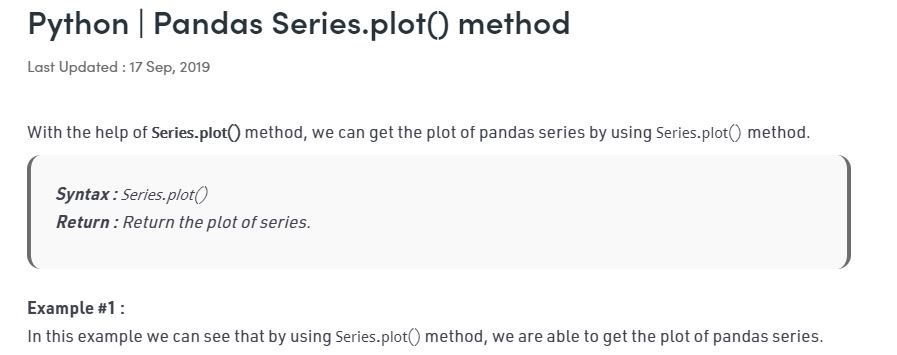 Python | Pandas Series.plot() method
Last Updated : 17 Sep, 2019
With the help of Series.plot() method, we can get the plot of pandas series by using Series.plot() method.
Syntax : Series.plot()
Return : Return the plot of series.
Example #1 :
In this example we can see that by using Series.plot() method, we are able to get the plot of pandas series.